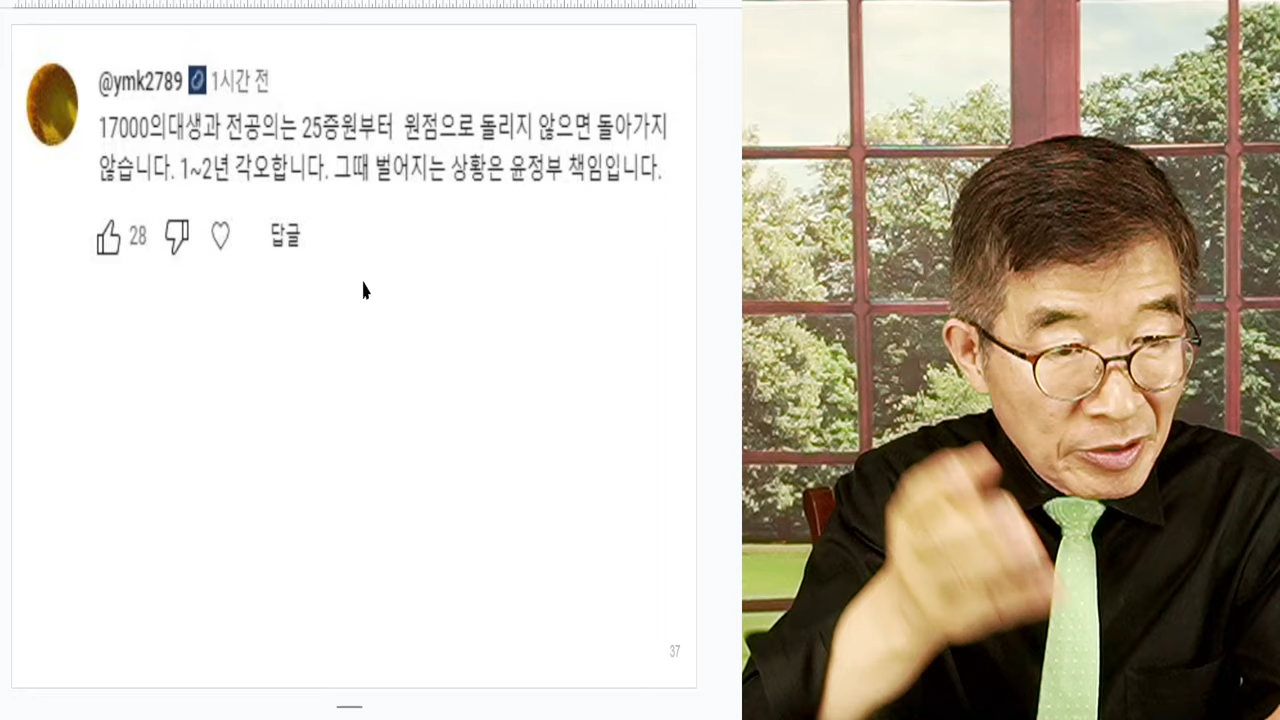 @ymk2789 1시간 전
17000의대생과 전공의는 25증원부터 원점으로 돌리지 않으면 돌아가지
않습니다. 1~2년 각오합니다. 그때 벌어지는 상황은 윤정부 책임입니다.
28 답글
37